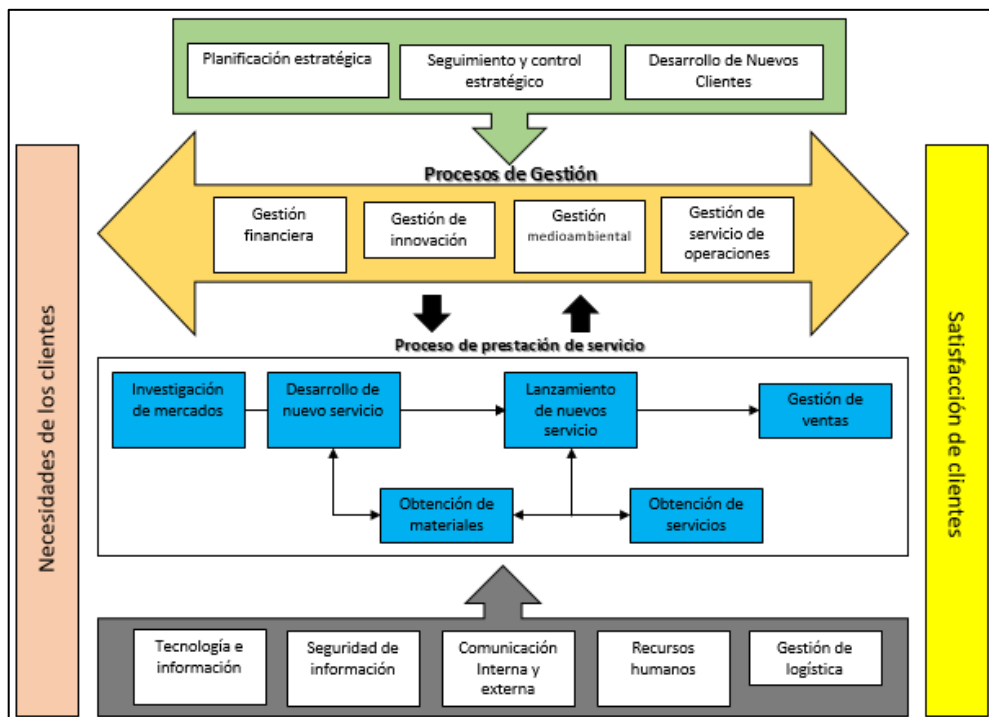 Planificación estratégica
Seguimiento y control
estratégico
Desarrollo de Nuevos
Clientes
Procesos de Gestión
Gestión
financiera
Gestión de
innovación
Gestión
medioambiental
Gestión de
servicio de
operaciones
Necesidades de los clientes
Satisfacción de clientes
Proceso de prestación de servicio
Investigación
de mercados
Desarrollo de
nuevo servicio
Lanzamiento
de nuevos
servicio
Gestión de
ventas
Obtención de
materiales
Obtención de
servicios
Tecnología e
información
Seguridad de
información
Comunicación
Interna y
externa
Recursos
humanos
Gestión de
logística